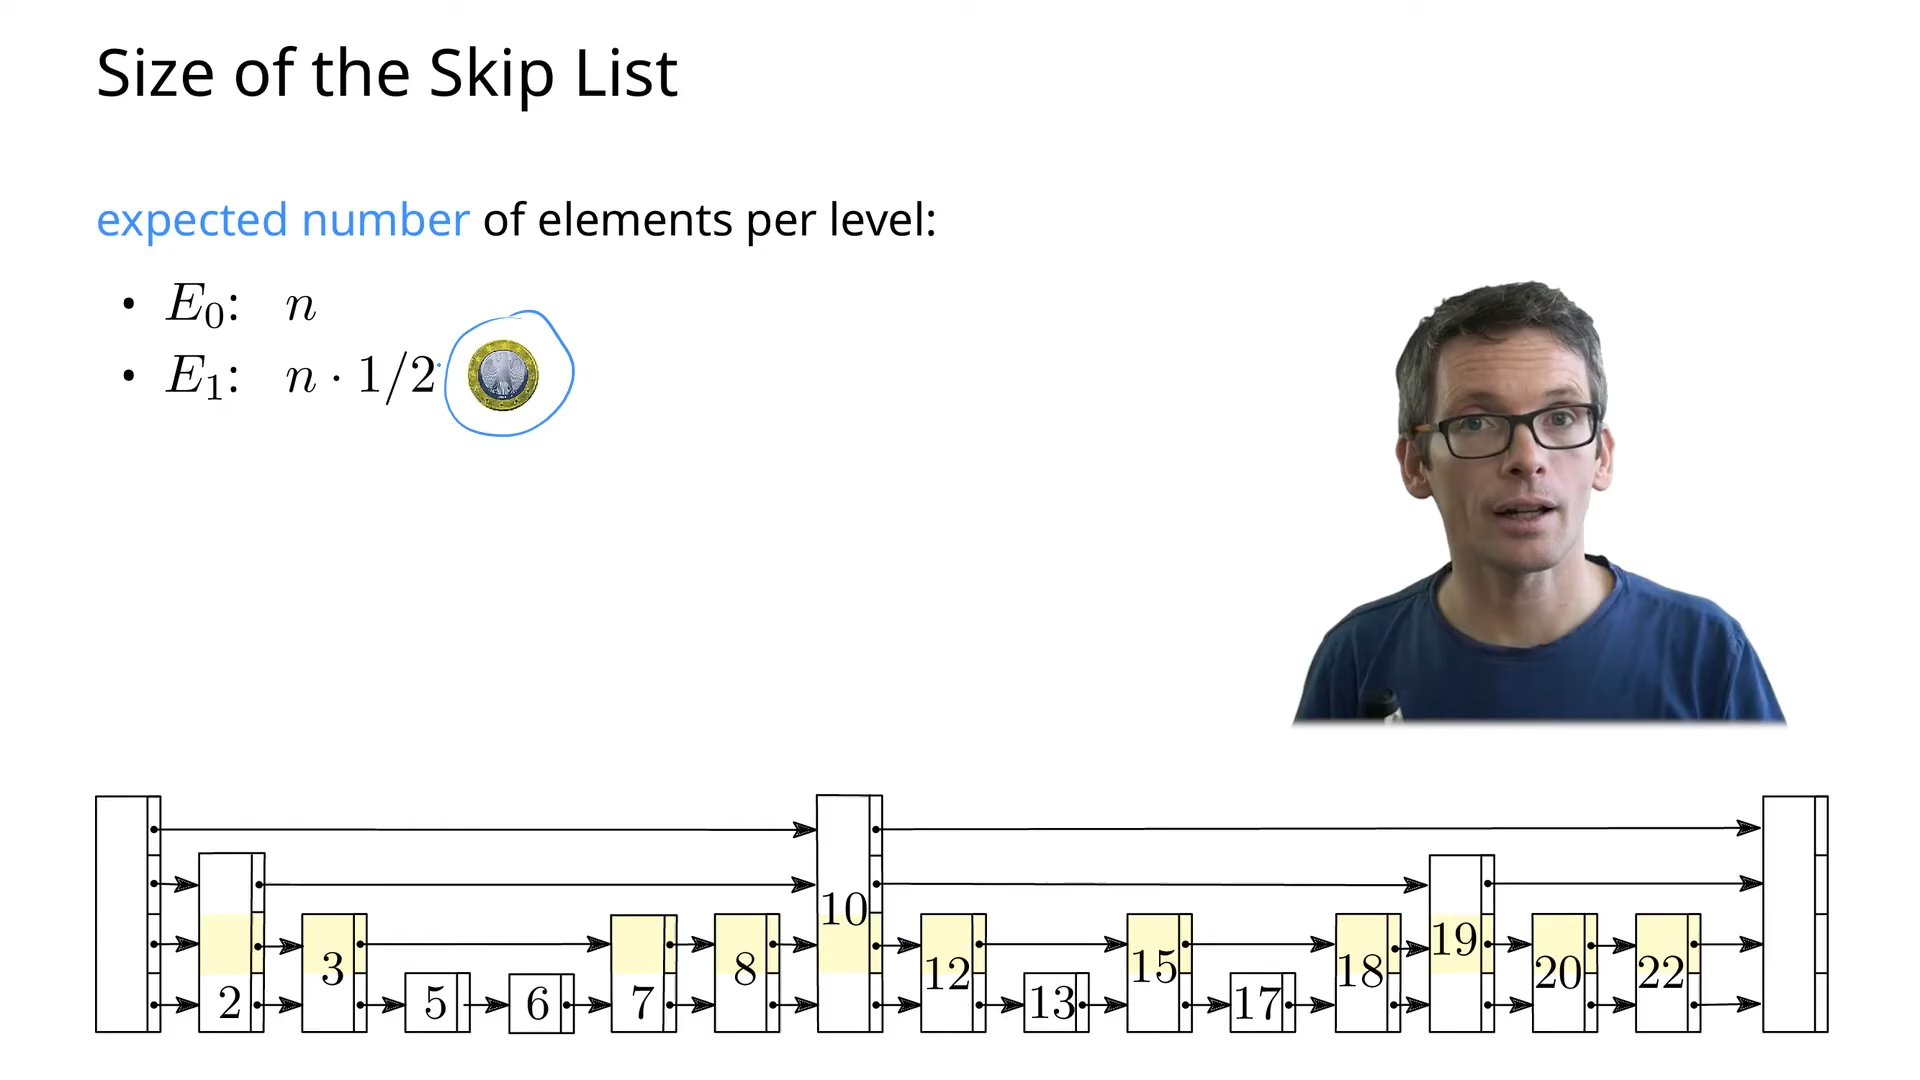 Size of the Skip List
expected number of elements per level:
• E₀: n
• E₁: n · 1/2
2 3 5 6 7 8 10 12 13 15 17 18 19 20 22